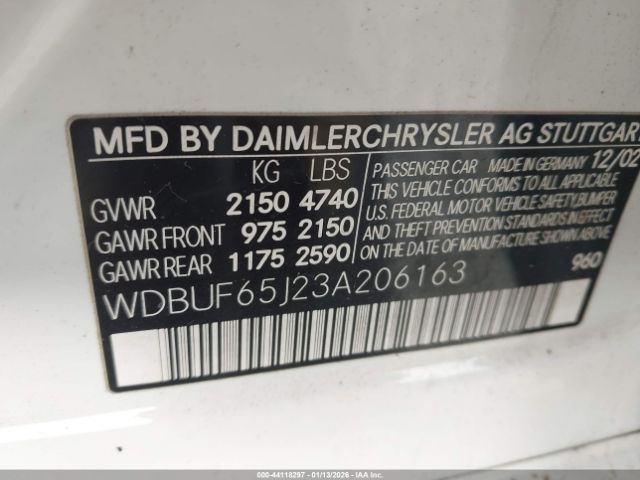 MFD BY DAIMLERCHRYSLER AG STUTTGART
KG LBS
GVWR 2150 4740
GAWR FRONT 975 2150
GAWR REAR 1175 2590
PASSENGER CAR MADE IN GERMANY 12/02
THIS VEHICLE CONFORMS TO ALL APPLICABLE
U.S. FEDERAL MOTOR VEHICLE SAFETY, BUMPER
AND THEFT PREVENTION STANDARDS IN EFFECT
ON THE DATE OF MANUFACTURE SHOWN ABOVE
960
WDBUF65J23A206163
000-44118297 - 01/13/2026 - IAA, Inc.